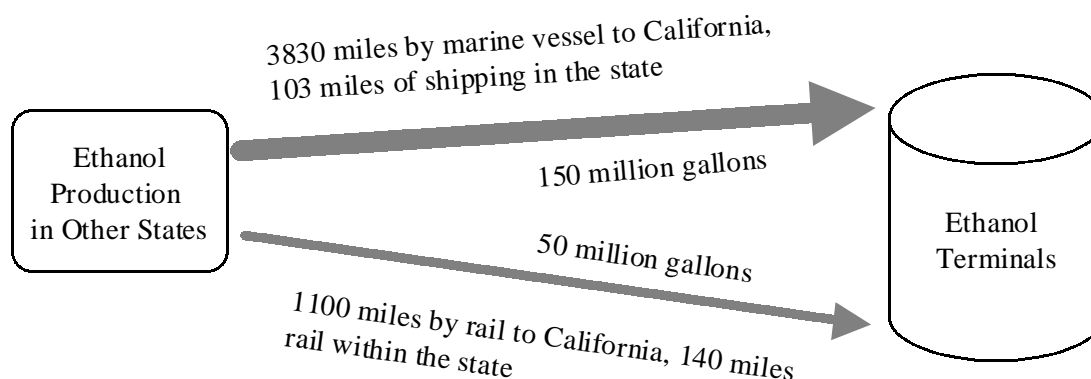 3830 miles by marine vessel to California,
103 miles of shipping in the state
Ethanol
Production
in Other States
150 million gallons
50 million gallons
Ethanol
Terminals
1100 miles by rail to California, 140 miles
rail within the state